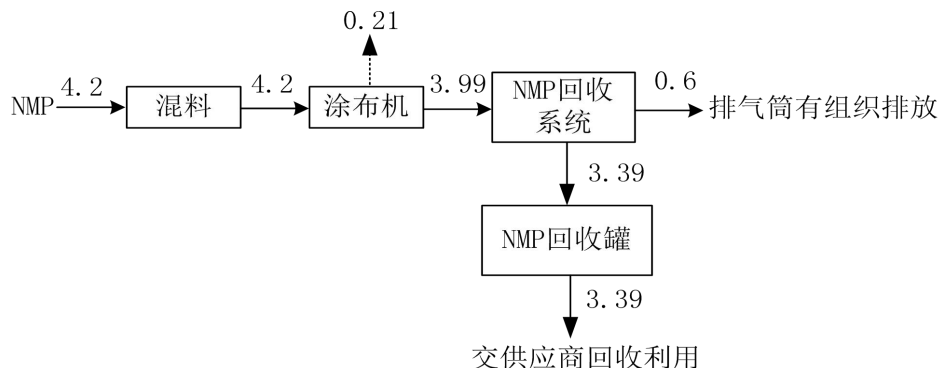 0.21
NMP
4.2
混料
4.2
涂布机
3.99
NMP回收
系统
0.6
排气筒有组织排放
3.39
NMP回收罐
3.39
交供应商回收利用